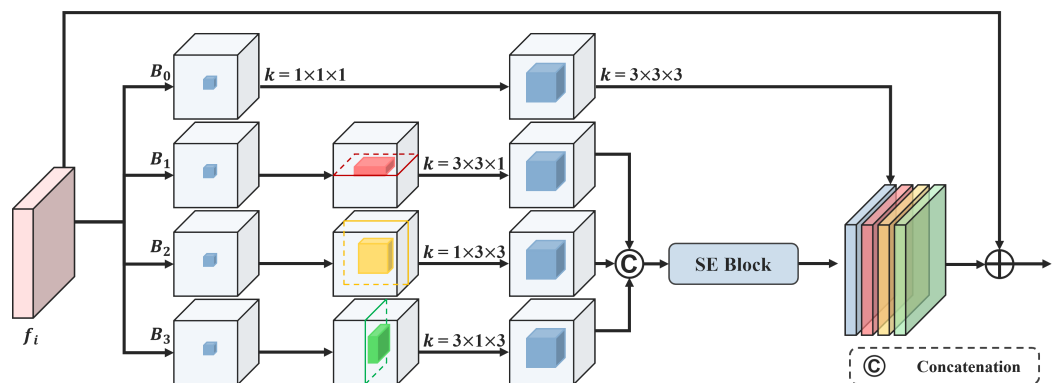 B₀ k = 1×1×1 k = 3×3×3
B₁ k = 3×3×1
B₂ k = 1×3×3
C SE Block
B₃ k = 3×1×3
fᵢ
C Concatenation